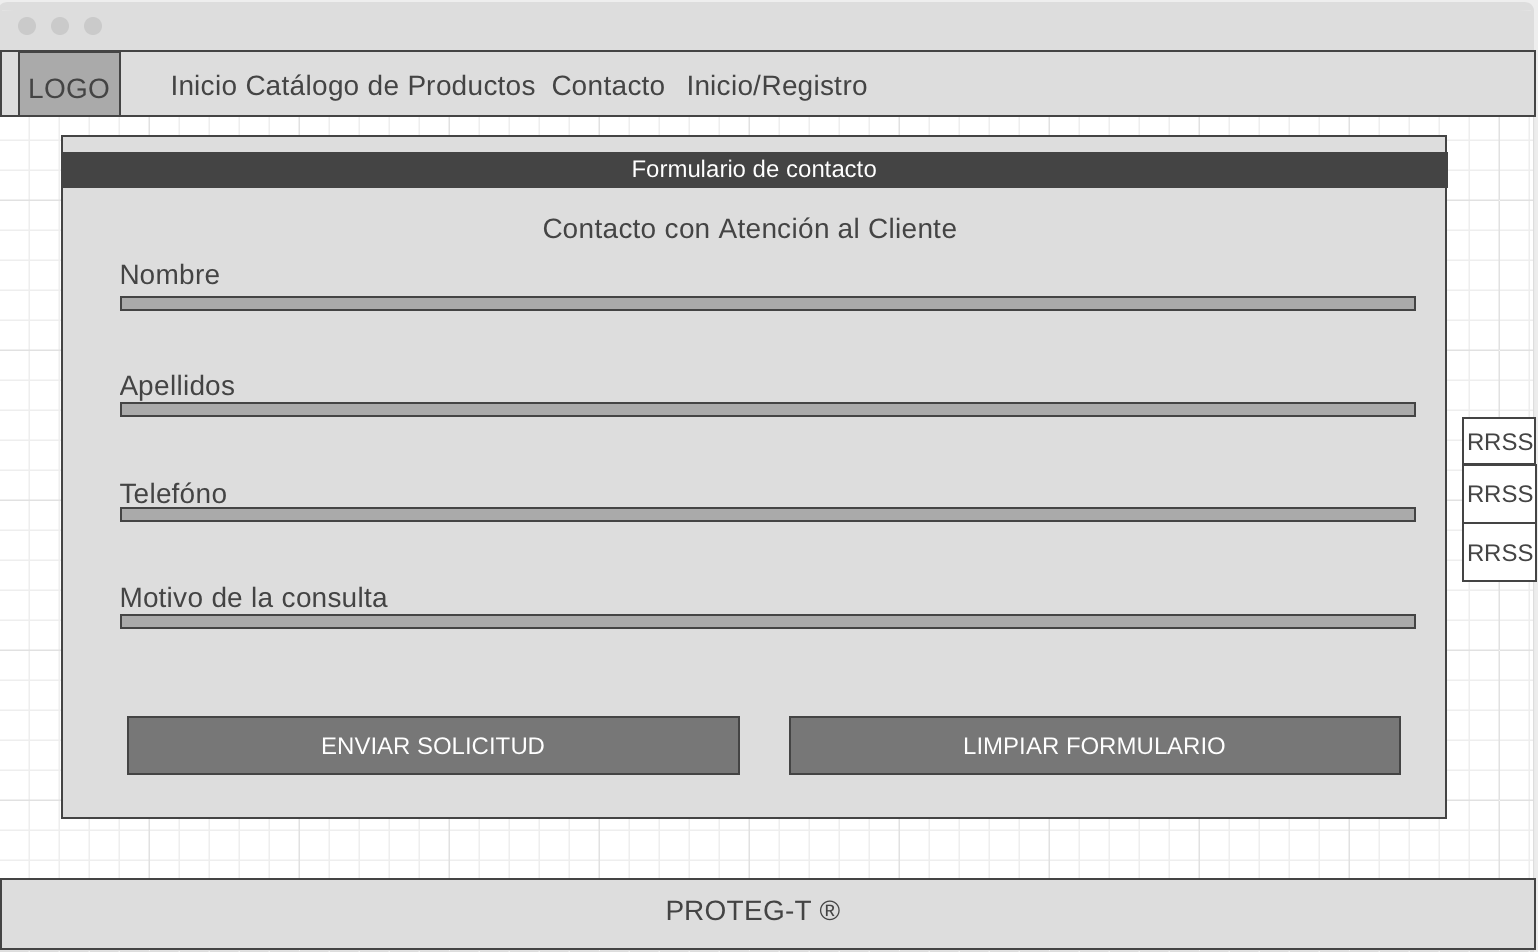 LOGO
Inicio Catálogo de Productos Contacto Inicio/Registro
Formulario de contacto
Contacto con Atención al Cliente
Nombre
Apellidos
Telefóno
Motivo de la consulta
RRSS
RRSS
RRSS
ENVIAR SOLICITUD LIMPIAR FORMULARIO
PROTEG-T ®